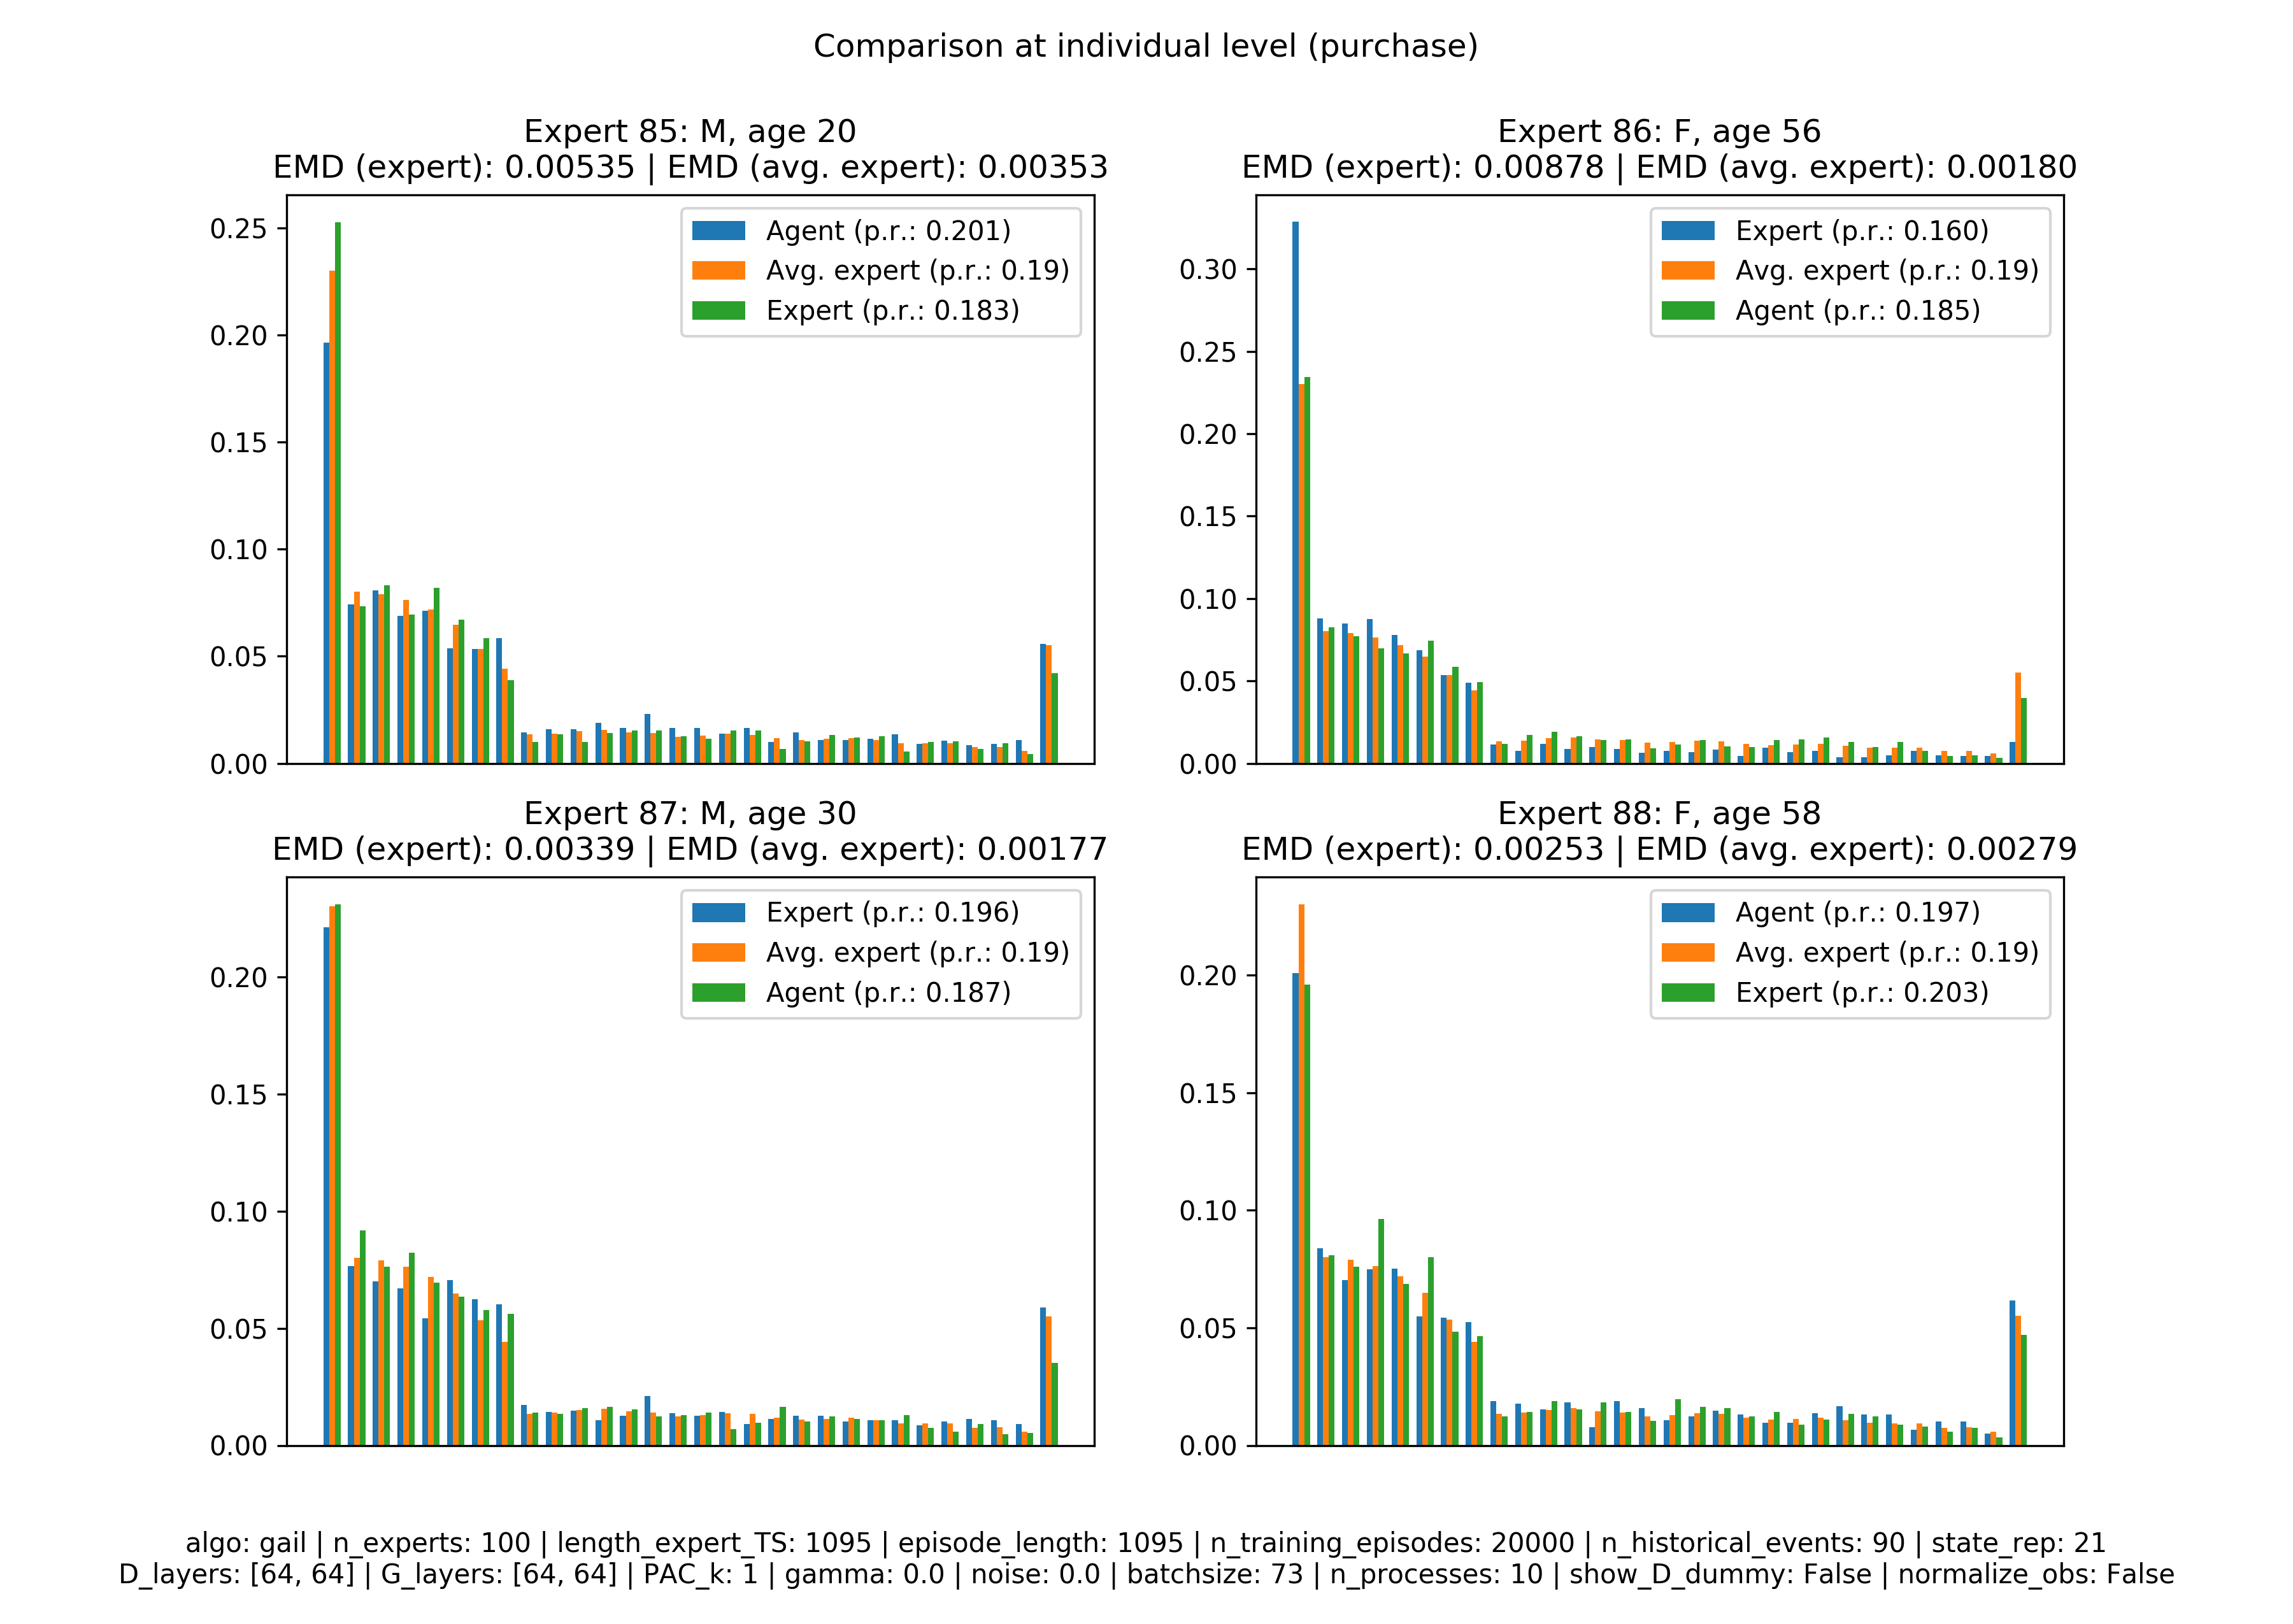 Comparison at individual level (purchase)
Expert 85: M, age 20
EMD (expert): 0.00535 | EMD (avg. expert): 0.00353
0.25
0.20
0.15
0.10
0.05
0.00
Agent (p.r.: 0.201)
Avg. expert (p.r.: 0.19)
Expert (p.r.: 0.183)
Expert 86: F, age 56
EMD (expert): 0.00878 | EMD (avg. expert): 0.00180
0.30
0.25
0.20
0.15
0.10
0.05
0.00
Expert (p.r.: 0.160)
Avg. expert (p.r.: 0.19)
Agent (p.r.: 0.185)
Expert 87: M, age 30
EMD (expert): 0.00339 | EMD (avg. expert): 0.00177
0.20
0.15
0.10
0.05
0.00
Expert (p.r.: 0.196)
Avg. expert (p.r.: 0.19)
Agent (p.r.: 0.187)
Expert 88: F, age 58
EMD (expert): 0.00253 | EMD (avg. expert): 0.00279
0.20
0.15
0.10
0.05
0.00
Agent (p.r.: 0.197)
Avg. expert (p.r.: 0.19)
Expert (p.r.: 0.203)
algo: gail | n_experts: 100 | length_expert_TS: 1095 | episode_length: 1095 | n_training_episodes: 20000 | n_historical_events: 90 | state_rep: 21
D_layers: [64, 64] | G_layers: [64, 64] | PAC_k: 1 | gamma: 0.0 | noise: 0.0 | batchsize: 73 | n_processes: 10 | show_D_dummy: False | normalize_obs: False